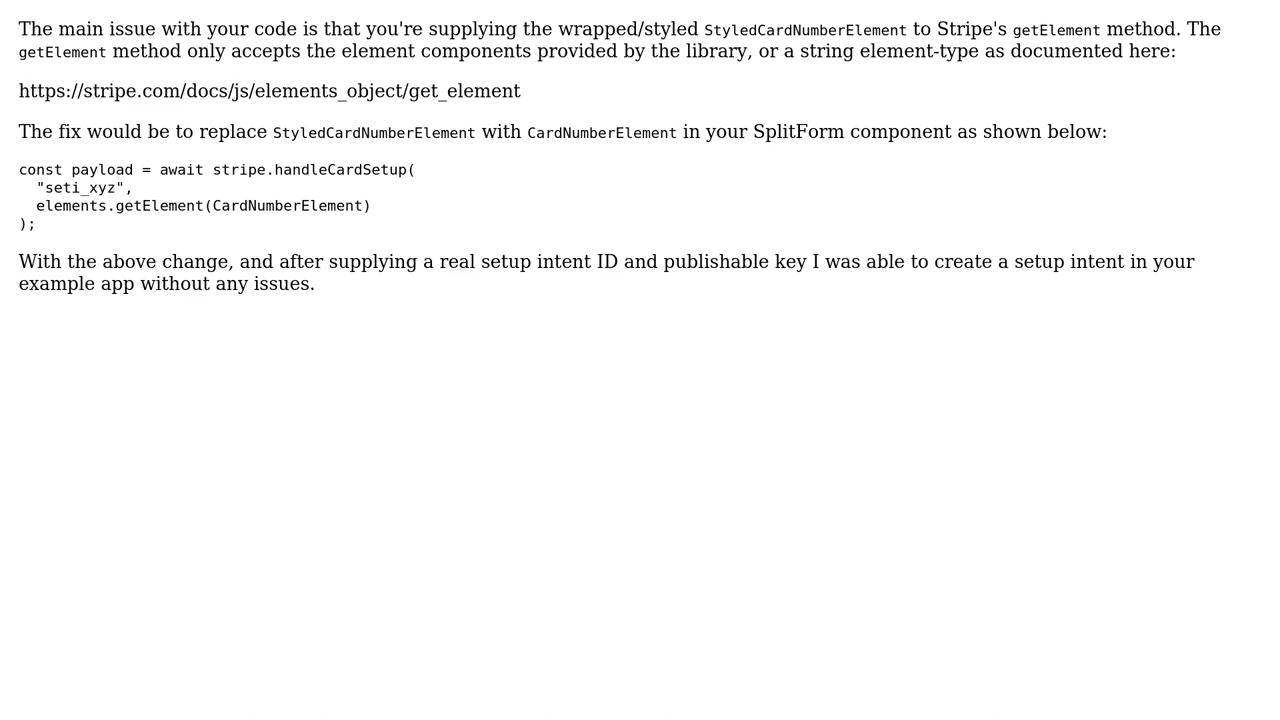 The main issue with your code is that you're supplying the wrapped/styled StyledCardNumberElement to Stripe's getElement method. The
getElement method only accepts the element components provided by the library, or a string element-type as documented here:
https://stripe.com/docs/js/elements_object/get_element
The fix would be to replace StyledCardNumberElement with CardNumberElement in your SplitForm component as shown below:
const payload = await stripe.handleCardSetup(
  "seti_xyz",
  elements.getElement(CardNumberElement)
);
With the above change, and after supplying a real setup intent ID and publishable key I was able to create a setup intent in your
example app without any issues.